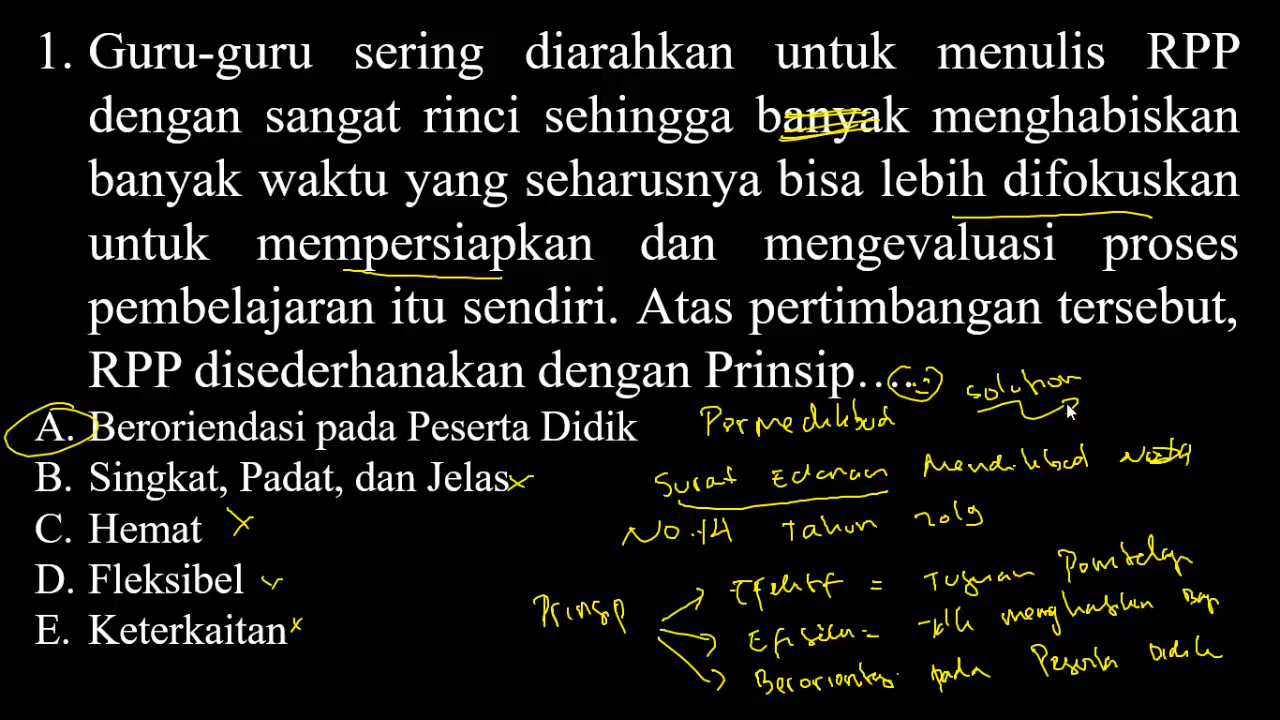 1. Guru-guru sering diarahkan untuk menulis RPP
dengan sangat rinci sehingga banyak menghabiskan
banyak waktu yang seharusnya bisa lebih difokuskan
untuk mempersiapkan dan mengevaluasi proses
pembelajaran itu sendiri. Atas pertimbangan tersebut,
RPP disederhanakan dengan Prinsip.....
solution
A. Beroriendasi pada Peserta Didik
Permedikbud
B. Singkat, Padat, dan Jelas
Surat Edaran Mendikbud
C. Hemat
No. 14 Tahun 2019
D. Fleksibel
E. Keterkaitan
Prinsip
Efektif = Tujuan
Efisien =
Berorientasi pada Peserta Didik